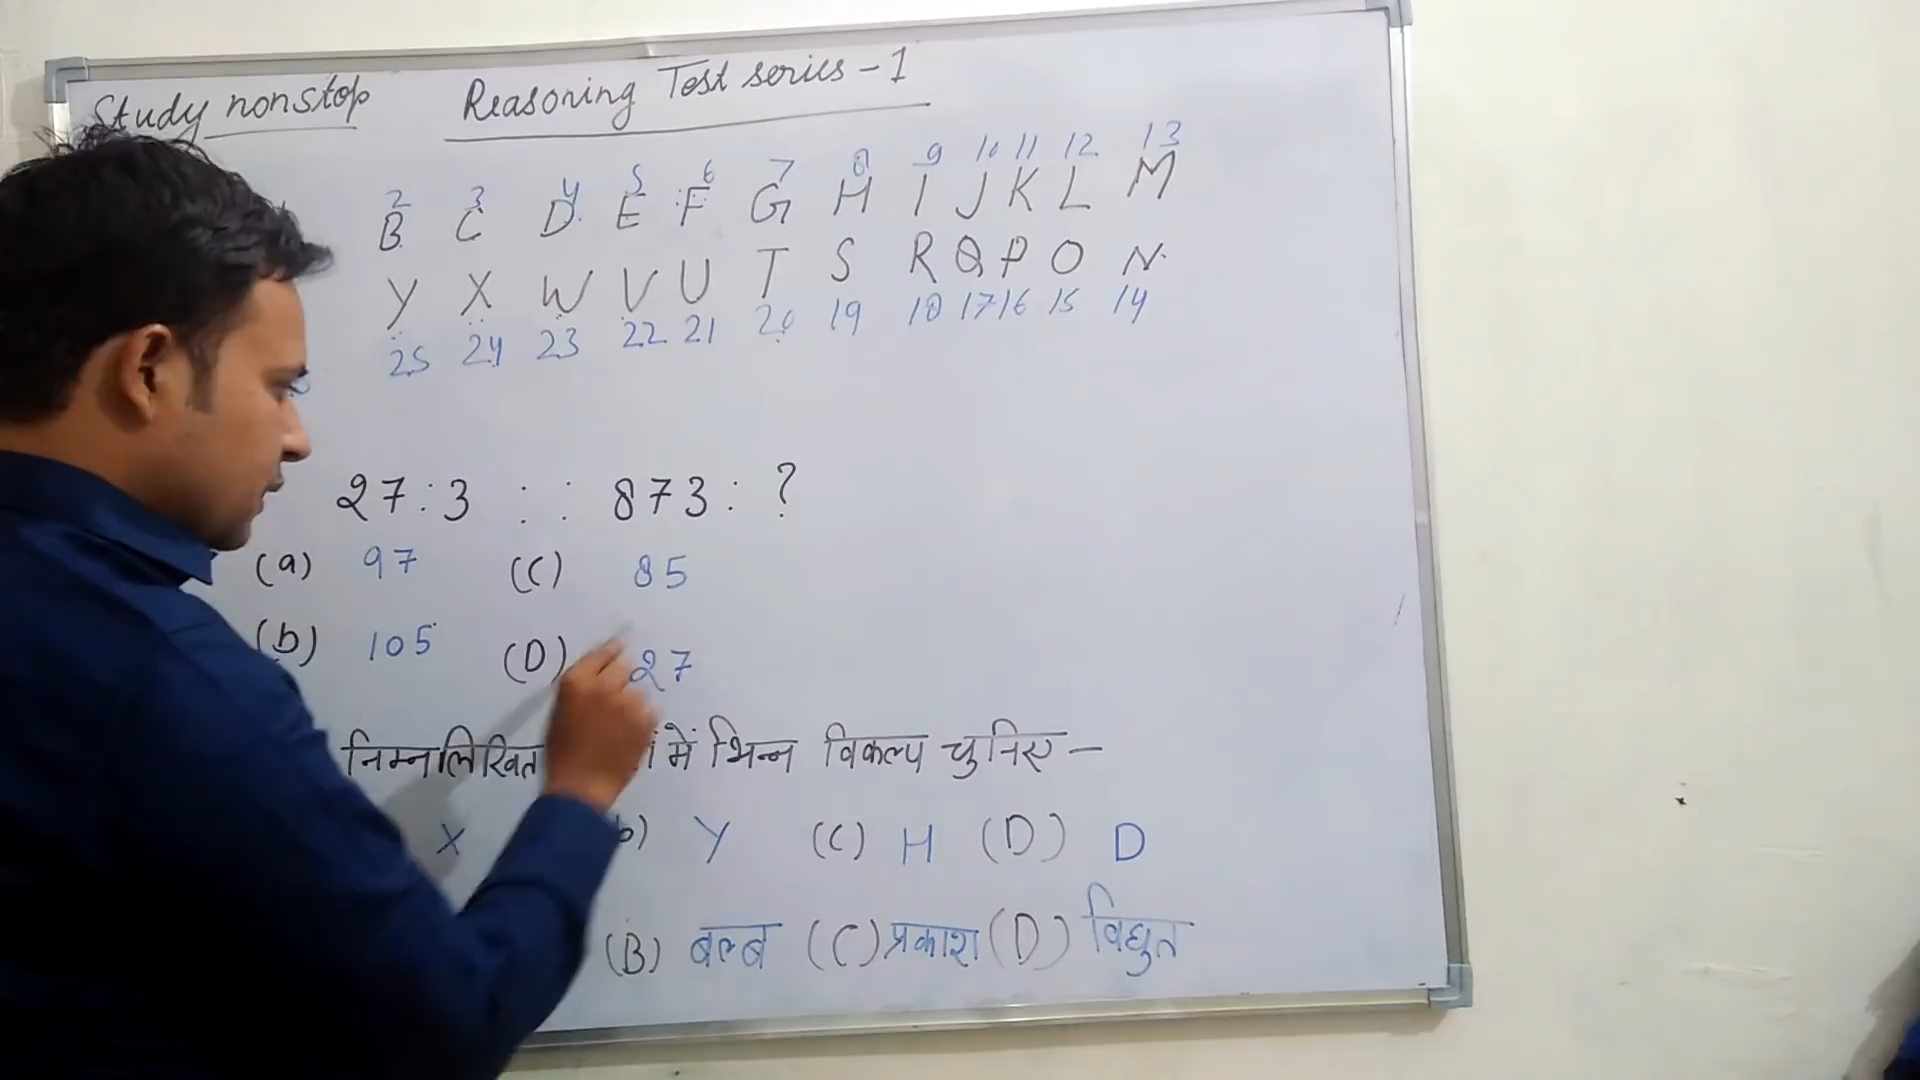 Study nonstop Reasoning Test series - 1
2 3 4 5 6 7 8 9 10 11 12 13
B C D E F G H I J K L M
Y X W V U T S R Q P O N
25 24 23 22 21 20 19 18 17 16 15 14
27 : 3 : : 873 : ?
(a) 97 (C) 85
(b) 105 (D) 27
निम्नलिखित में भिन्न विकल्प चुनिए -
X b) Y (C) H (D) D
(B) बल्ब (C) प्रकाश (D) विधुत